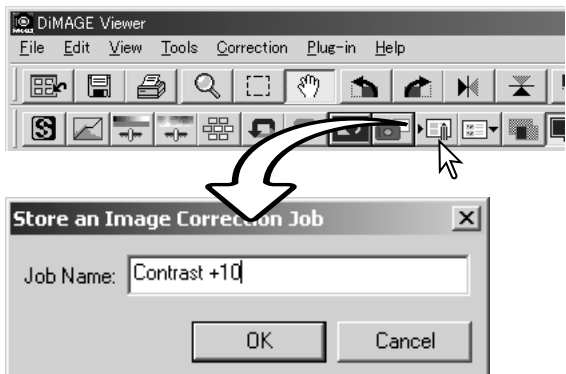 DiMAGE Viewer
File Edit View Tools Correction Plug-in Help
Store an Image Correction Job
Job Name: Contrast +10
OK Cancel